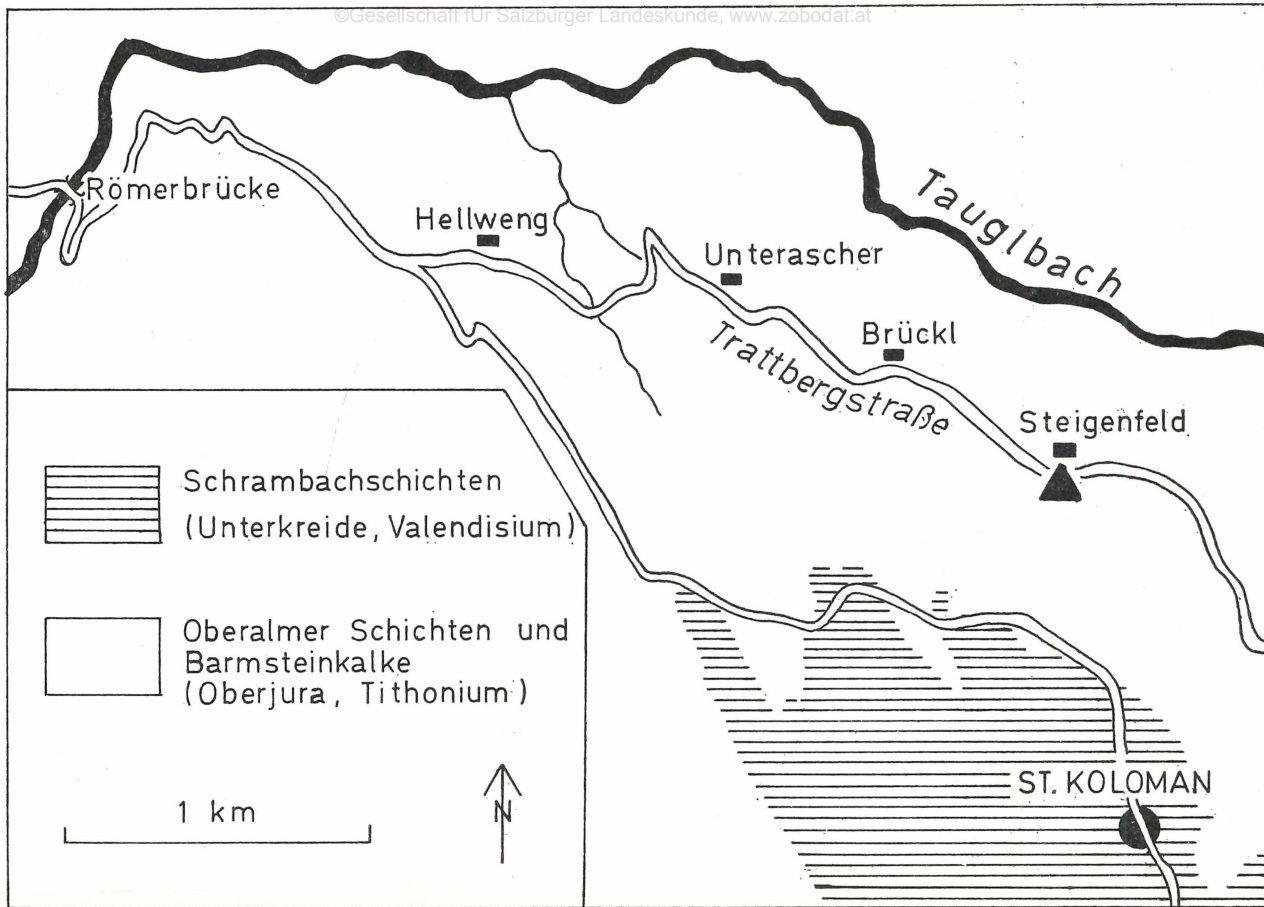 ©Gesellschaft fÜr Salzburger Landeskunde, www.zobodat.at
Römerbrücke
Hellweng
Unterascher
Tauglbach
Brückl
Trattbergstraße
Steigenfeld
Schrambachschichten
(Unterkreide, Valendisium)
Oberalmer Schichten und
Barmsteinkalke
(Oberjura, Tithonium)
1 km
N
ST. KOLOMAN